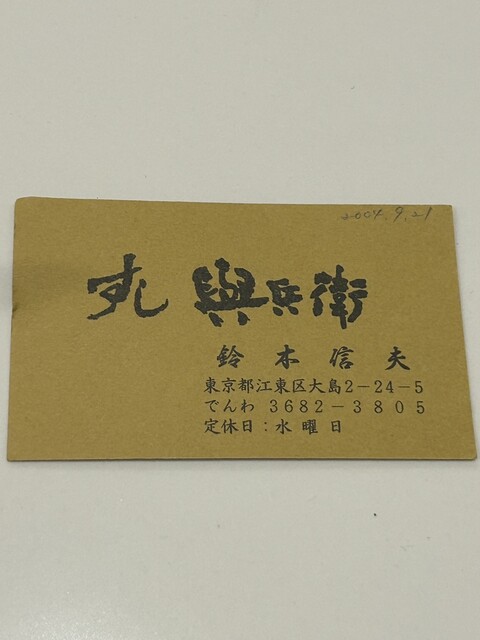 2004.9.21
すし 與兵衛
鈴木信夫
東京都江東区大島2-24-5
でんわ 3682-3805
定休日:水曜日